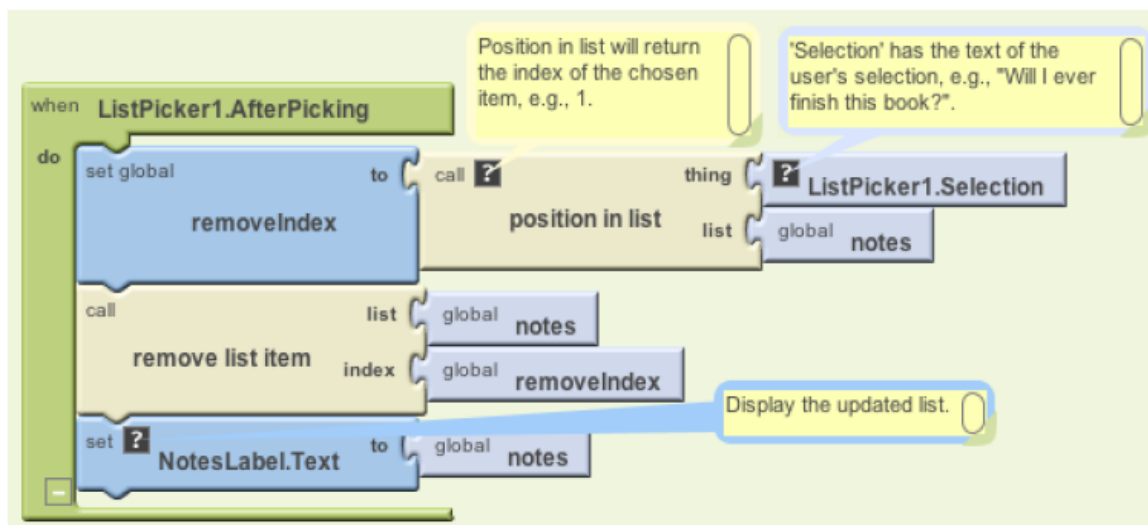 Position in list will return
the index of the chosen
item, e.g., 1.
'Selection' has the text of the
user's selection, e.g., "Will I ever
finish this book?".
when ListPicker1.AfterPicking
do
set global removeIndex to
call ? position in list
thing
? ListPicker1.Selection
list
global notes
call remove list item
list
global notes
index
global removeIndex
Display the updated list.
set ? NotesLabel.Text to
global notes